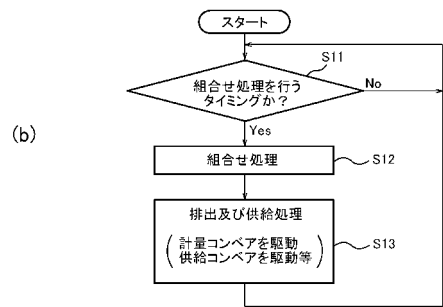 スタート
S11
組合せ処理を行う
タイミングか?
No
(b)
Yes
組合せ処理
S12
排出及び供給処理
計量コンベアを駆動
供給コンベアを駆動等
S13